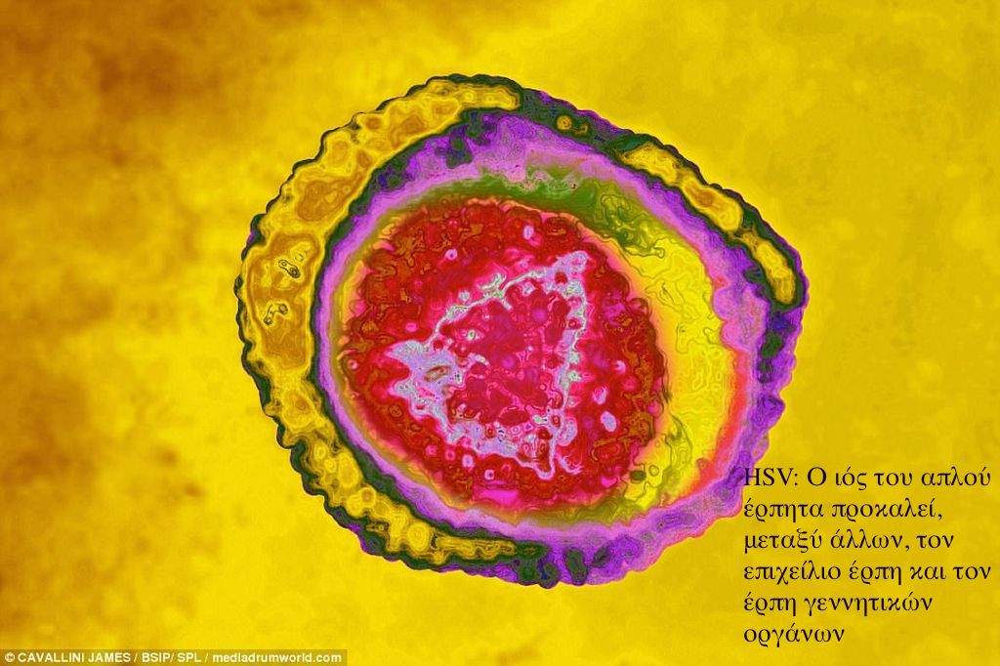 HSV: Ο ιός του απλού
έρπητα προκαλεί,
μεταξύ άλλων, τον
επιχείλιο έρπη και τον
έρπη γεννητικών
οργάνων
© CAVALLINI JAMES / BSIP/ SPL / mediadrumworld.com